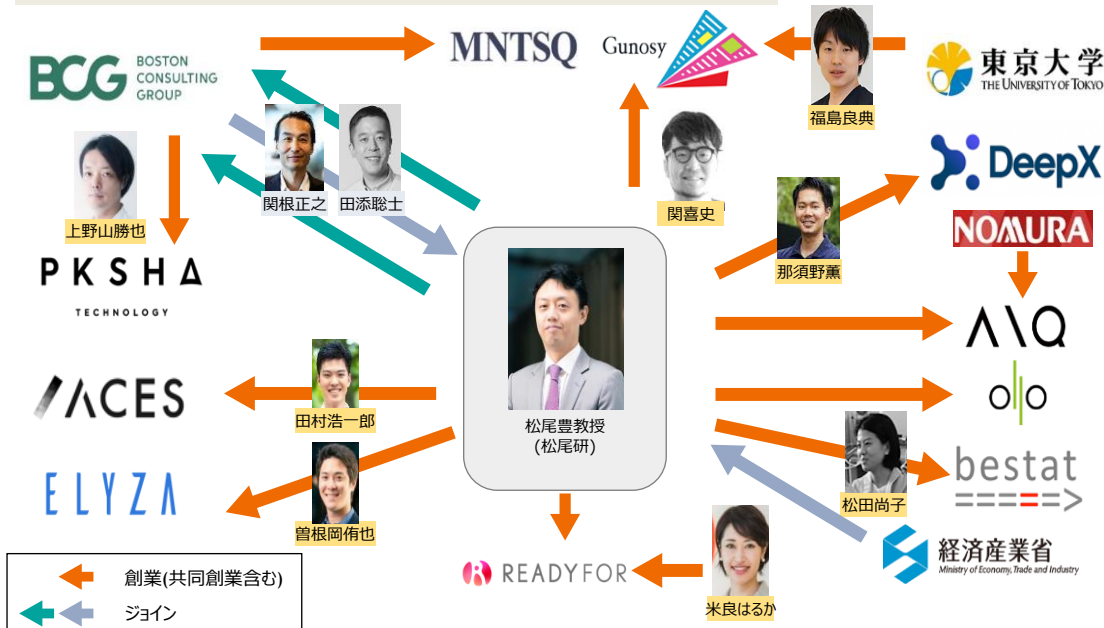 BCG
BOSTON
CONSULTING
GROUP
MNTSQ
Gunosy
福島良典
東京大学
THE UNIVERSITY OF TOKYO
上野山勝也
関根正之
田添聡士
関喜史
那須野薫
DeepX
NOMURA
PKSHA
TECHNOLOGY
松尾豊教授
(松尾研)
ACES
田村浩一郎
ELYZA
曽根岡侑也
bestat
松田尚子
経済産業省
Ministry of Economy, Trade and Industry
READYFOR
米良はるか
創業(共同創業含む)
ジョイン